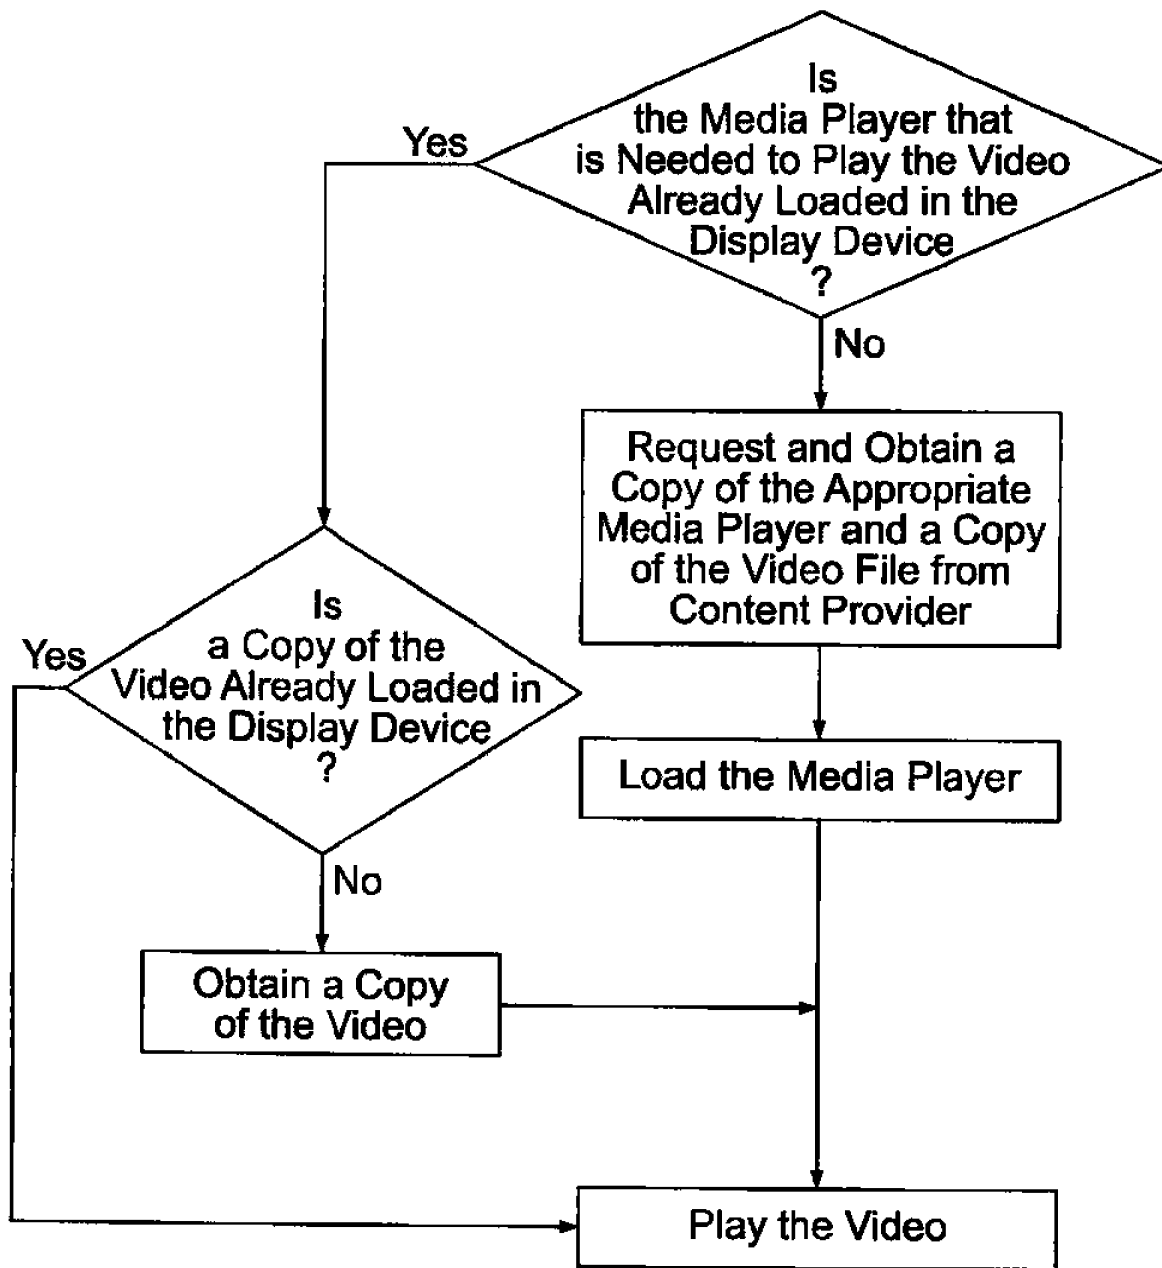 Is
the Media Player that
is Needed to Play the Video
Already Loaded in the
Display Device
?
Yes
No
Request and Obtain a
Copy of the Appropriate
Media Player and a Copy
of the Video File from
Content Provider
Is
a Copy of the
Video Already Loaded in
the Display Device
?
Yes
No
Load the Media Player
Obtain a Copy
of the Video
Play the Video